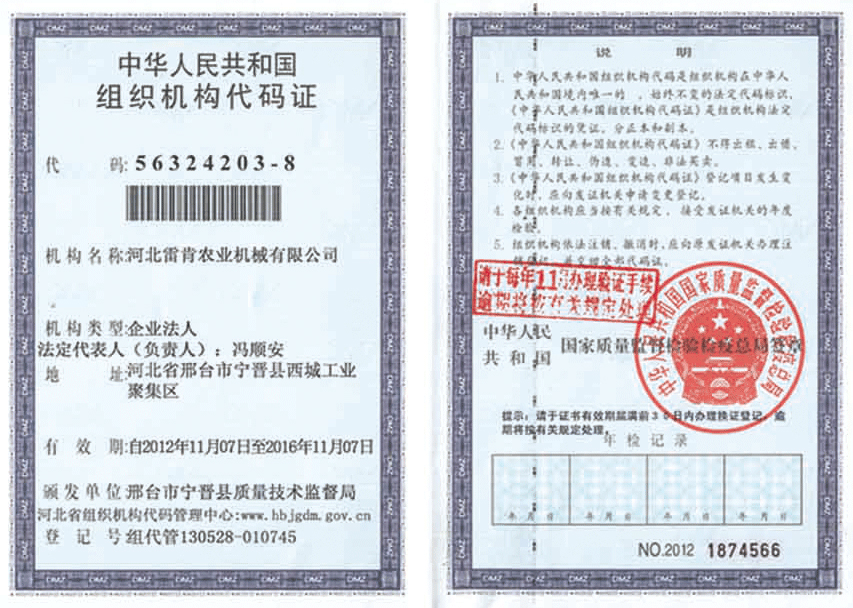 中华人民共和国
组织机构代码证
代 码: 56324203-8
机构名称:河北雷肯农业机械有限公司
机构类型:企业法人
法定代表人（负责人）：冯顺安
地 址:河北省邢台市宁晋县西城工业
聚集区
有 效 期:自2012年11月07日至2016年11月07日
颁发单位:邢台市宁晋县质量技术监督局
河北省组织机构代码管理中心:www.hbjgdm.gov.cn
登 记 号 组代管130528-010745
说 明
1. 中华人民共和国组织机构代码是组织机构在中华人
民共和国境内唯一的 、始终不变的法定代码标识,
《中华人民共和国组织机构代码证》是组织机构法定
代码标识的凭证, 分正本和副本。
2. 《中华人民共和国组织机构代码证》不得出租、出借、
冒用、转让、伪造、变造、非法买卖。
3. 《中华人民共和国组织机构代码证》登记项目发生变
化时, 应向发证机关申请变更登记。
4. 各组织机构应当按有关规定, 接受发证机关的年度
检验。
5. 组织机构依法注销、撤消时, 应向原发证机关办理注
并交回全部代码证。
请于每年11月办理验证手续
逾期将按有关规定处理
中华人民
共和国
国家质量监督检验检疫总局签章
中华人民共和国国家质量监督检验检疫总局
提示: 请于证书有效期届满前30日内办理换证登记, 逾
期将按有关规定处理。
年检记录
年 月 日 年 月 日 年 月 日 年 月 日
NO.2012 1874566